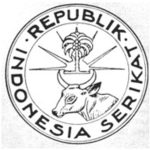 · REPUBLIK · INDONESIA SERIKAT